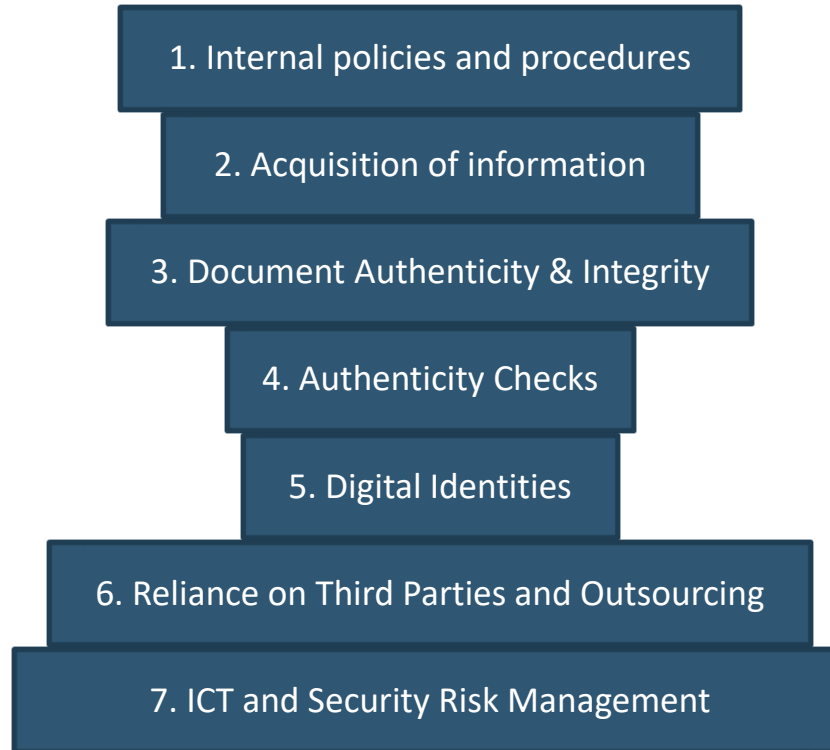 1. Internal policies and procedures
2. Acquisition of information
3. Document Authenticity & Integrity
4. Authenticity Checks
5. Digital Identities
6. Reliance on Third Parties and Outsourcing
7. ICT and Security Risk Management